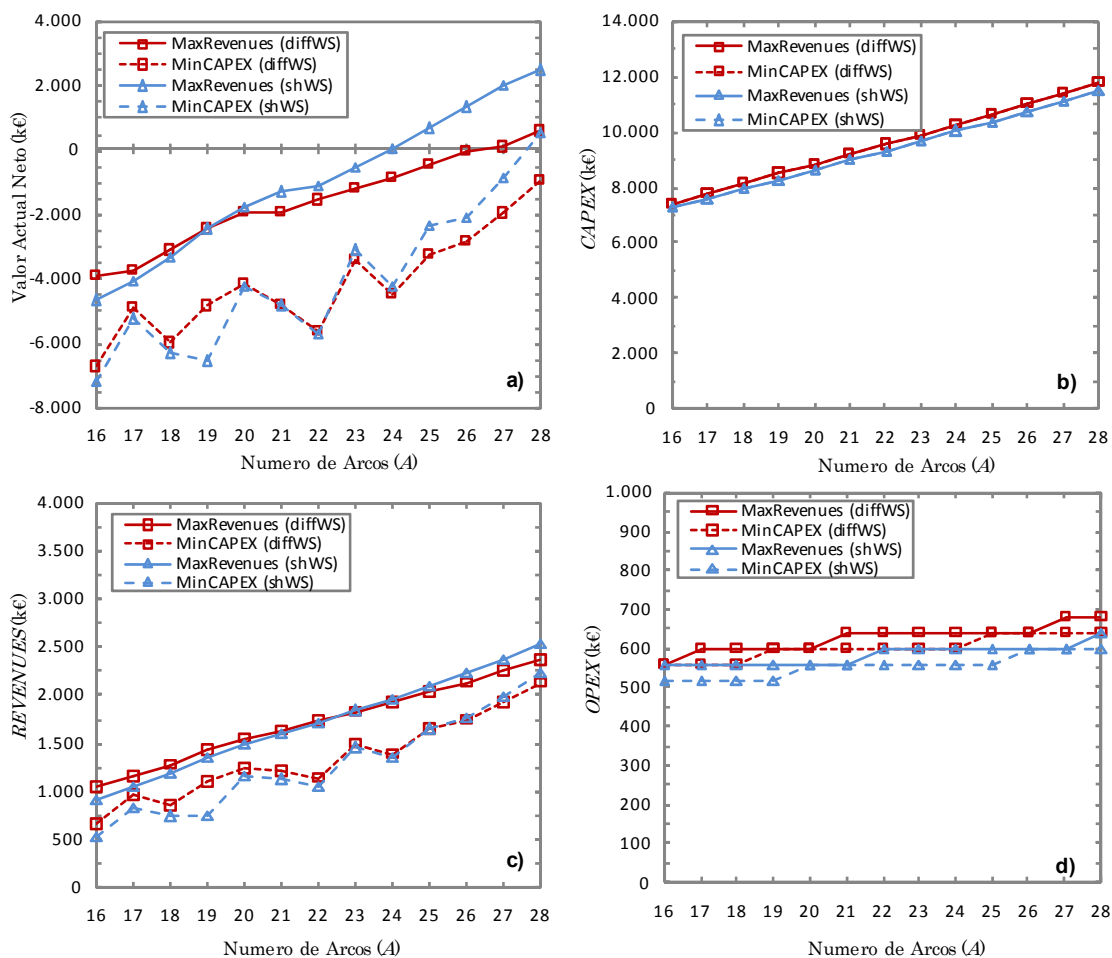 4.000
2.000
0
-2.000
-4.000
-6.000
-8.000
Valor Actual Neto (k€)
MaxRevenues (diffWS)
MinCAPEX (diffWS)
MaxRevenues (shWS)
MinCAPEX (shWS)
a)
16 17 18 19 20 21 22 23 24 25 26 27 28
Numero de Arcos (A)
14.000
12.000
10.000
8.000
6.000
4.000
2.000
0
CAPEX (k€)
MaxRevenues (diffWS)
MinCAPEX (diffWS)
MaxRevenues (shWS)
MinCAPEX (shWS)
b)
16 17 18 19 20 21 22 23 24 25 26 27 28
Numero de Arcos (A)
4.000
3.500
3.000
2.500
2.000
1.500
1.000
500
0
REVENUES (k€)
MaxRevenues (diffWS)
MinCAPEX (diffWS)
MaxRevenues (shWS)
MinCAPEX (shWS)
c)
16 17 18 19 20 21 22 23 24 25 26 27 28
Numero de Arcos (A)
1.000
900
800
700
600
500
400
300
200
100
0
OPEX (k€)
MaxRevenues (diffWS)
MinCAPEX (diffWS)
MaxRevenues (shWS)
MinCAPEX (shWS)
d)
16 17 18 19 20 21 22 23 24 25 26 27 28
Numero de Arcos (A)